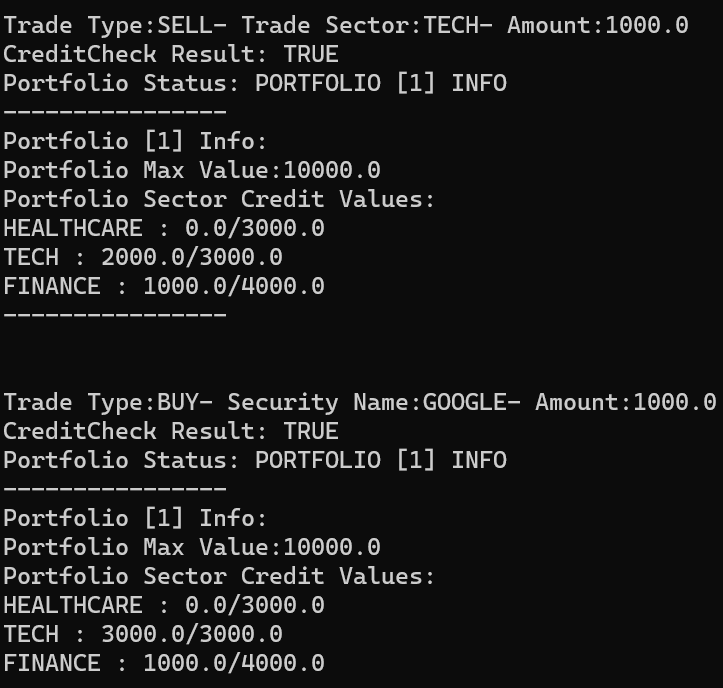 Trade Type:SELL- Trade Sector:TECH- Amount:1000.0
CreditCheck Result: TRUE
Portfolio Status: PORTFOLIO [1] INFO
----------------
Portfolio [1] Info:
Portfolio Max Value:10000.0
Portfolio Sector Credit Values:
HEALTHCARE : 0.0/3000.0
TECH : 2000.0/3000.0
FINANCE : 1000.0/4000.0
----------------
Trade Type:BUY- Security Name:GOOGLE- Amount:1000.0
CreditCheck Result: TRUE
Portfolio Status: PORTFOLIO [1] INFO
----------------
Portfolio [1] Info:
Portfolio Max Value:10000.0
Portfolio Sector Credit Values:
HEALTHCARE : 0.0/3000.0
TECH : 3000.0/3000.0
FINANCE : 1000.0/4000.0